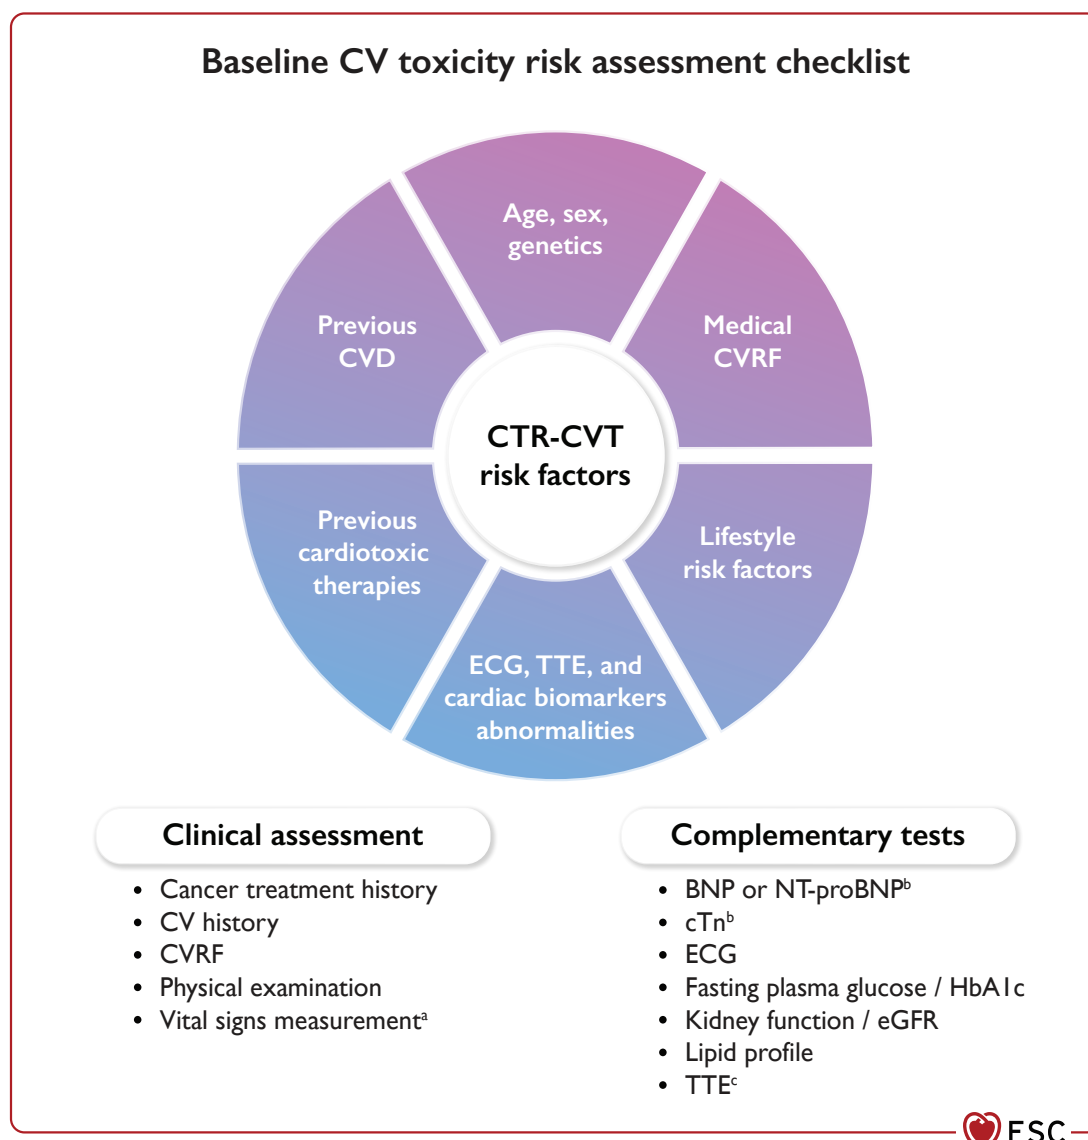 Baseline CV toxicity risk assessment checklist
Age, sex,
genetics
Medical
CVRF
Lifestyle
risk factors
ECG, TTE, and
cardiac biomarkers
abnormalities
Previous
cardiotoxic
therapies
Previous
CVD
CTR-CVT
risk factors
Clinical assessment
• Cancer treatment history
• CV history
• CVRF
• Physical examination
• Vital signs measurementᵃ
Complementary tests
• BNP or NT-proBNPᵇ
• cTnᵇ
• ECG
• Fasting plasma glucose / HbA1c
• Kidney function / eGFR
• Lipid profile
• TTEᶜ
ESC